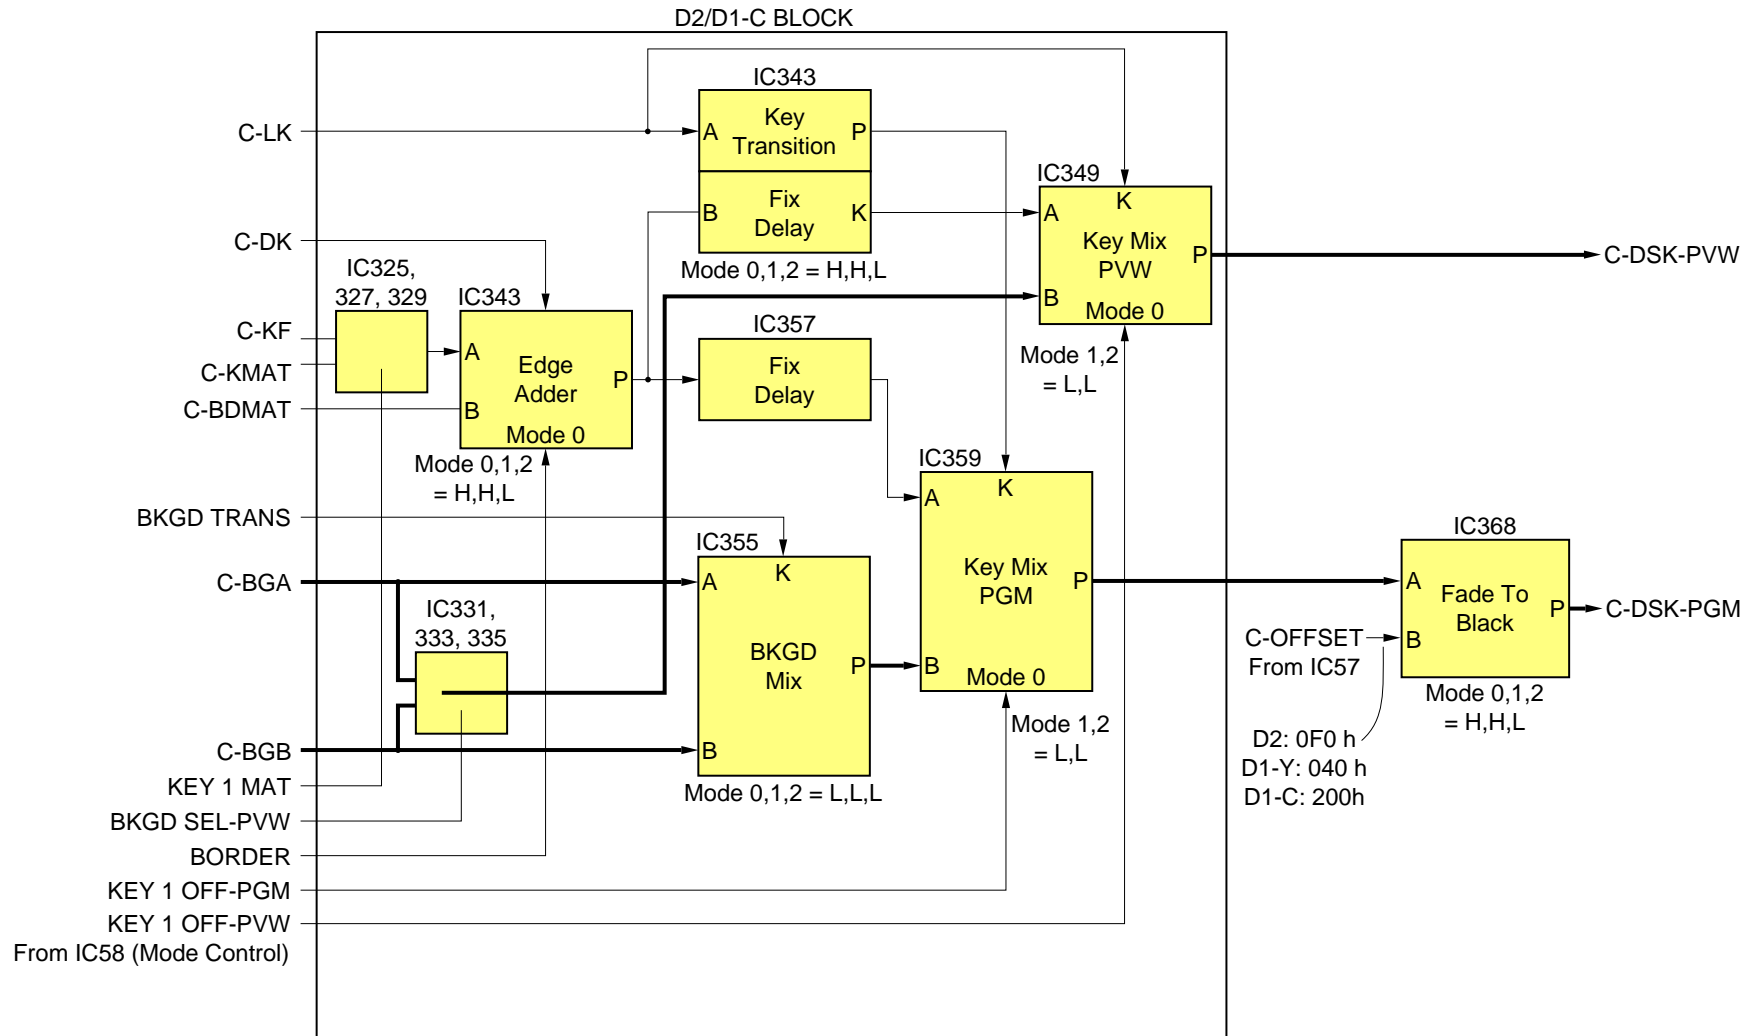 D2/D1-C BLOCK
IC343
C-LK
A
Key
Transition
P
B
Fix
Delay
K
Mode 0,1,2 = H,H,L
IC349
K
A
Key Mix
PVW
P
B
Mode 0
Mode 1,2
= L,L
C-DSK-PVW
C-DK
IC325,
327, 329
C-KF
C-KMAT
C-BDMAT
IC343
A
Edge
Adder
P
B
Mode 0
Mode 0,1,2
= H,H,L
IC357
Fix
Delay
IC359
K
A
Key Mix
PGM
P
B
Mode 0
Mode 1,2
= L,L
BKGD TRANS
IC355
K
A
BKGD
Mix
P
B
Mode 0,1,2 = L,L,L
C-BGA
IC331,
333, 335
C-BGB
KEY 1 MAT
BKGD SEL-PVW
BORDER
KEY 1 OFF-PGM
KEY 1 OFF-PVW
From IC58 (Mode Control)
IC368
A
Fade To
Black
P
B
C-DSK-PGM
C-OFFSET
From IC57
Mode 0,1,2
= H,H,L
D2: 0F0 h
D1-Y: 040 h
D1-C: 200h